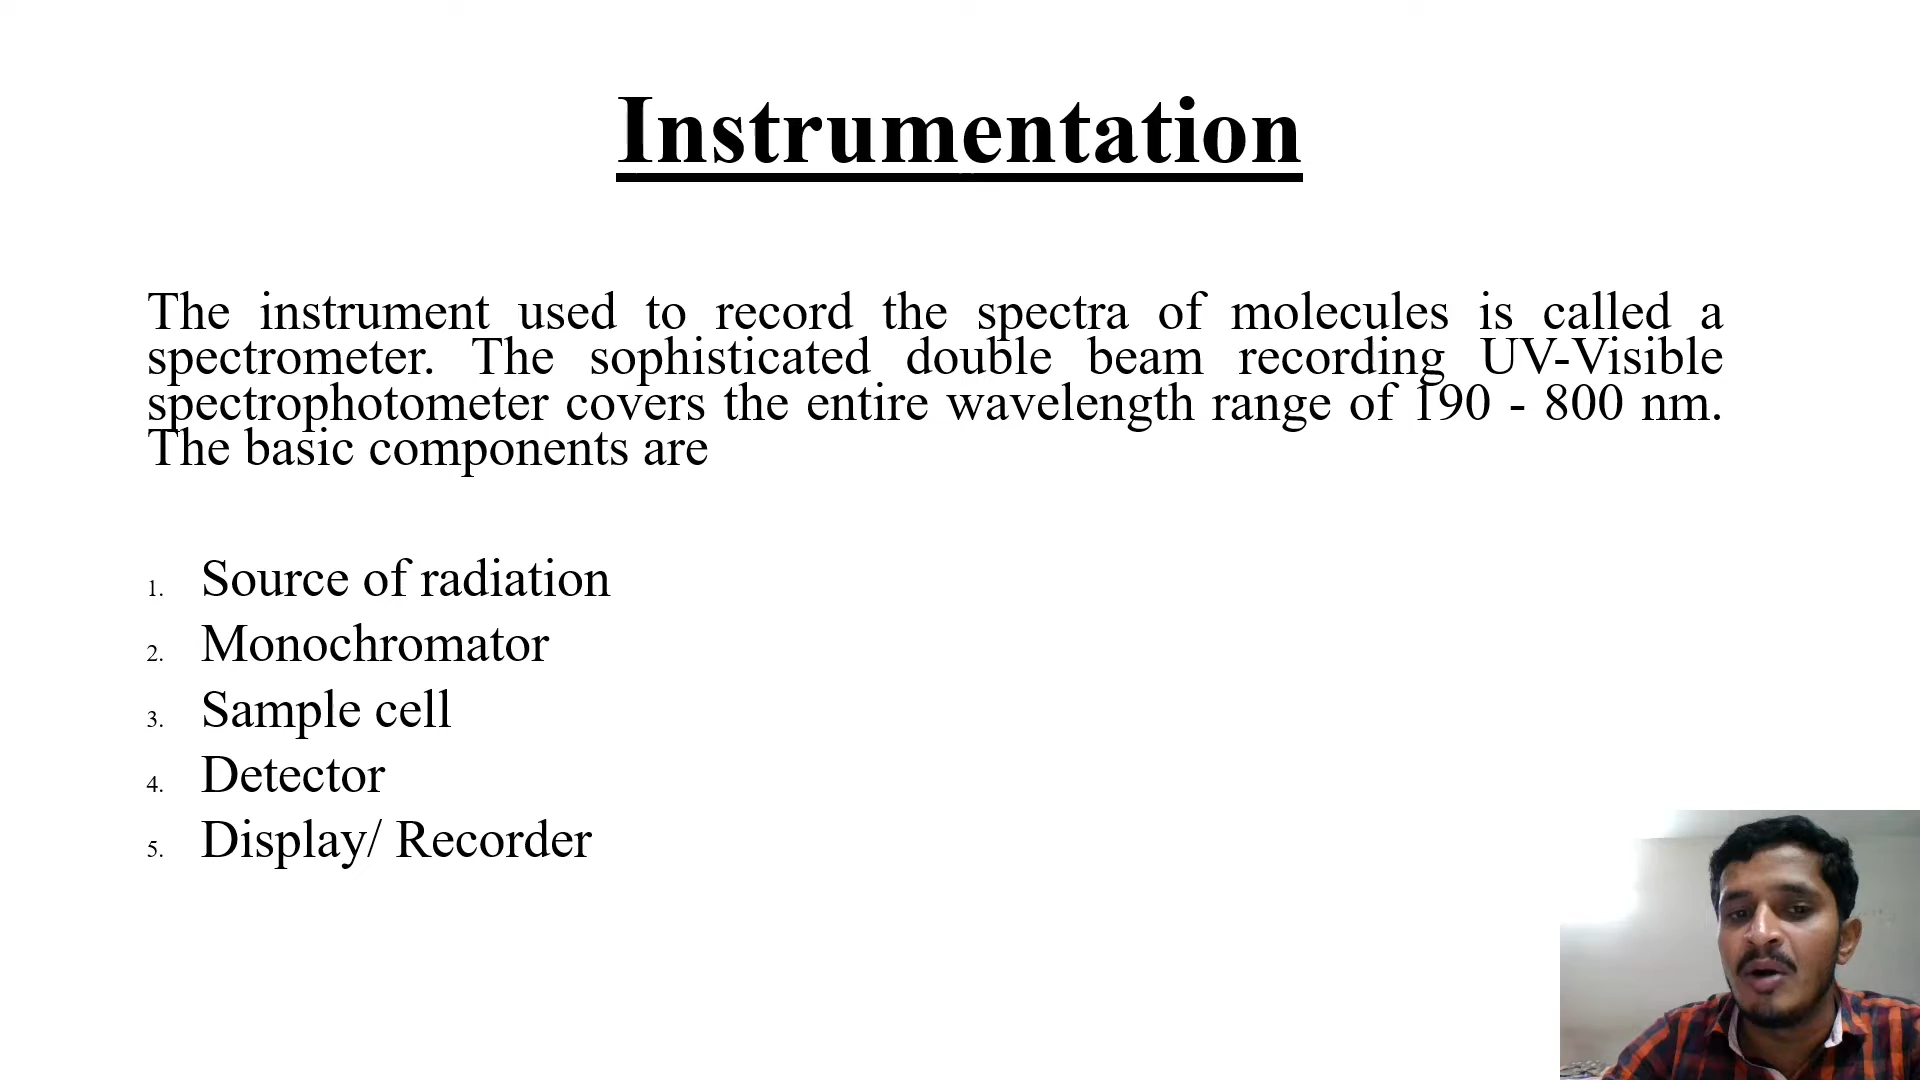 Instrumentation
The instrument used to record the spectra of molecules is called a
spectrometer. The sophisticated double beam recording UV-Visible
spectrophotometer covers the entire wavelength range of 190 - 800 nm.
The basic components are
1. Source of radiation
2. Monochromator
3. Sample cell
4. Detector
5. Display/ Recorder